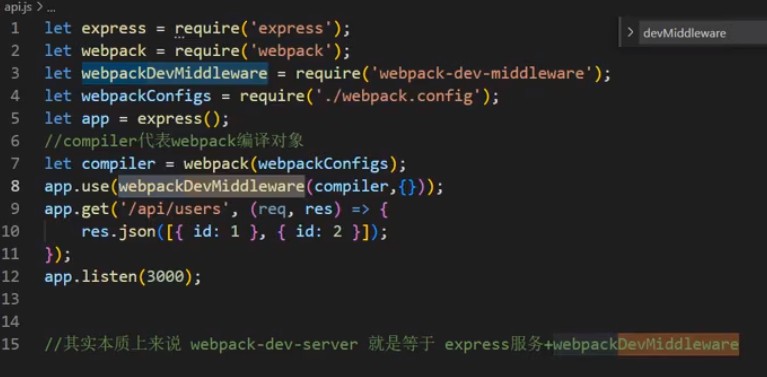 api.js > ...
devMiddleware
1 let express = require('express');
2 let webpack = require('webpack');
3 let webpackDevMiddleware = require('webpack-dev-middleware');
4 let webpackConfigs = require('./webpack.config');
5 let app = express();
6 //compiler代表webpack编译对象
7 let compiler = webpack(webpackConfigs);
8 app.use(webpackDevMiddleware(compiler,{}));
9 app.get('/api/users', (req, res) => {
10     res.json([{ id: 1 }, { id: 2 }]);
11 });
12 app.listen(3000);
13
14
15 //其实本质上来说 webpack-dev-server 就是等于 express服务+webpackDevMiddleware